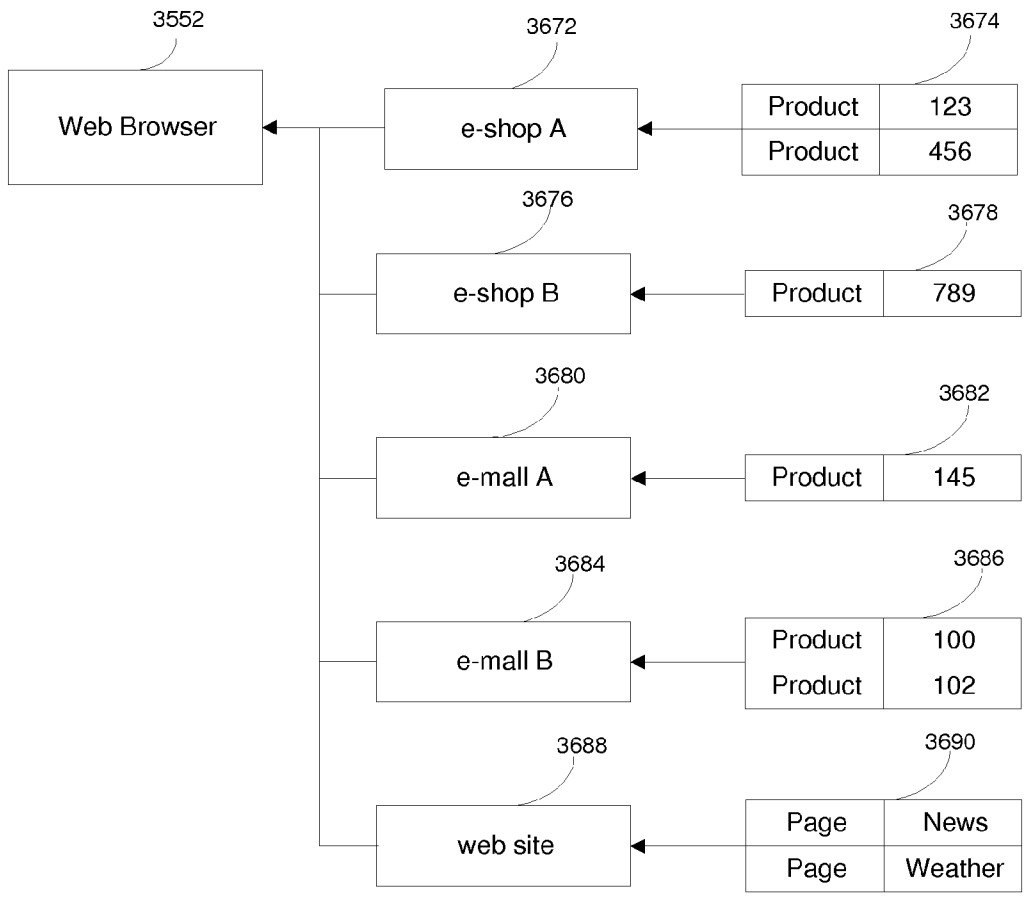 3552
3672
3674
Web Browser
e-shop A
Product 123
Product 456
3676
3678
e-shop B
Product 789
3680
3682
e-mall A
Product 145
3684
3686
e-mall B
Product 100
Product 102
3688
3690
web site
Page News
Page Weather